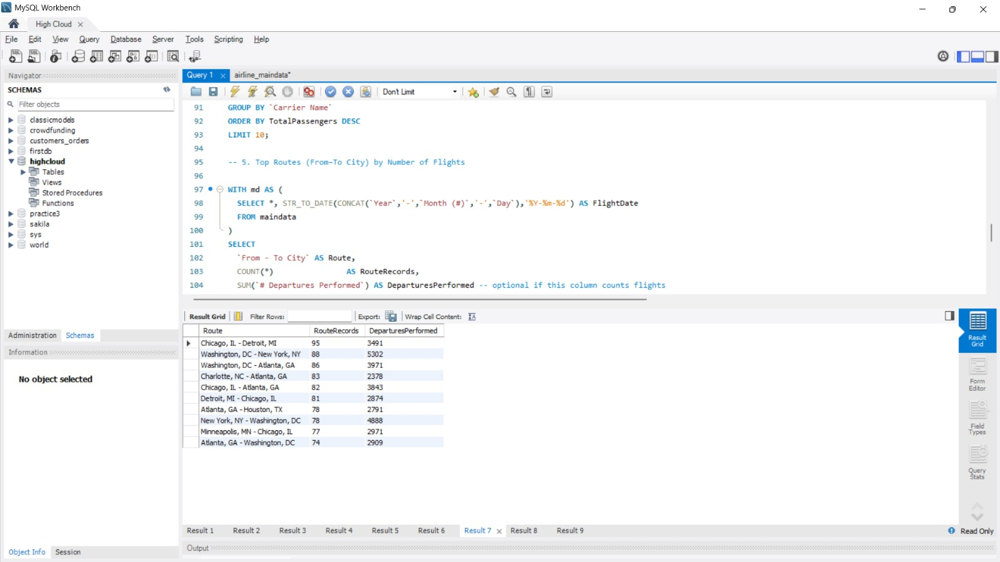 MySQL Workbench
High Cloud
File Edit View Query Database Server Tools Scripting Help
Navigator
SCHEMAS
Filter objects
classicmodels
crowdfunding
customers_orders
firstdb
highcloud
Tables
Views
Stored Procedures
Functions
practice3
sakila
sys
world
Administration Schemas
Information
No object selected
Object Info Session
Query 1 airline_maindata*
Don't Limit
91 GROUP BY `Carrier Name`
92 ORDER BY TotalPassengers DESC
93 LIMIT 10;
94
95 -- 5. Top Routes (From–To City) by Number of Flights
96
97 WITH md AS (
98 SELECT *, STR_TO_DATE(CONCAT(`Year`,'-',`Month (#)`,'-',`Day`),'%Y-%m-%d') AS FlightDate
99 FROM maindata
100 )
101 SELECT
102 `From - To City` AS Route,
103 COUNT(*) AS RouteRecords,
104 SUM(`# Departures Performed`) AS DeparturesPerformed -- optional if this column counts flights
Result Grid Filter Rows: Export: Wrap Cell Content:
Route RouteRecords DeparturesPerformed
Chicago, IL - Detroit, MI 95 3491
Washington, DC - New York, NY 88 5302
Washington, DC - Atlanta, GA 86 3971
Charlotte, NC - Atlanta, GA 83 2378
Chicago, IL - Atlanta, GA 82 3843
Detroit, MI - Chicago, IL 81 2874
Atlanta, GA - Houston, TX 78 2791
New York, NY - Washington, DC 78 4888
Minneapolis, MN - Chicago, IL 77 2971
Atlanta, GA - Washington, DC 74 2909
Result
Grid
Form
Editor
Field
Types
Query
Stats
Result 1 Result 2 Result 3 Result 4 Result 5 Result 6 Result 7 Result 8 Result 9
Read Only
Output